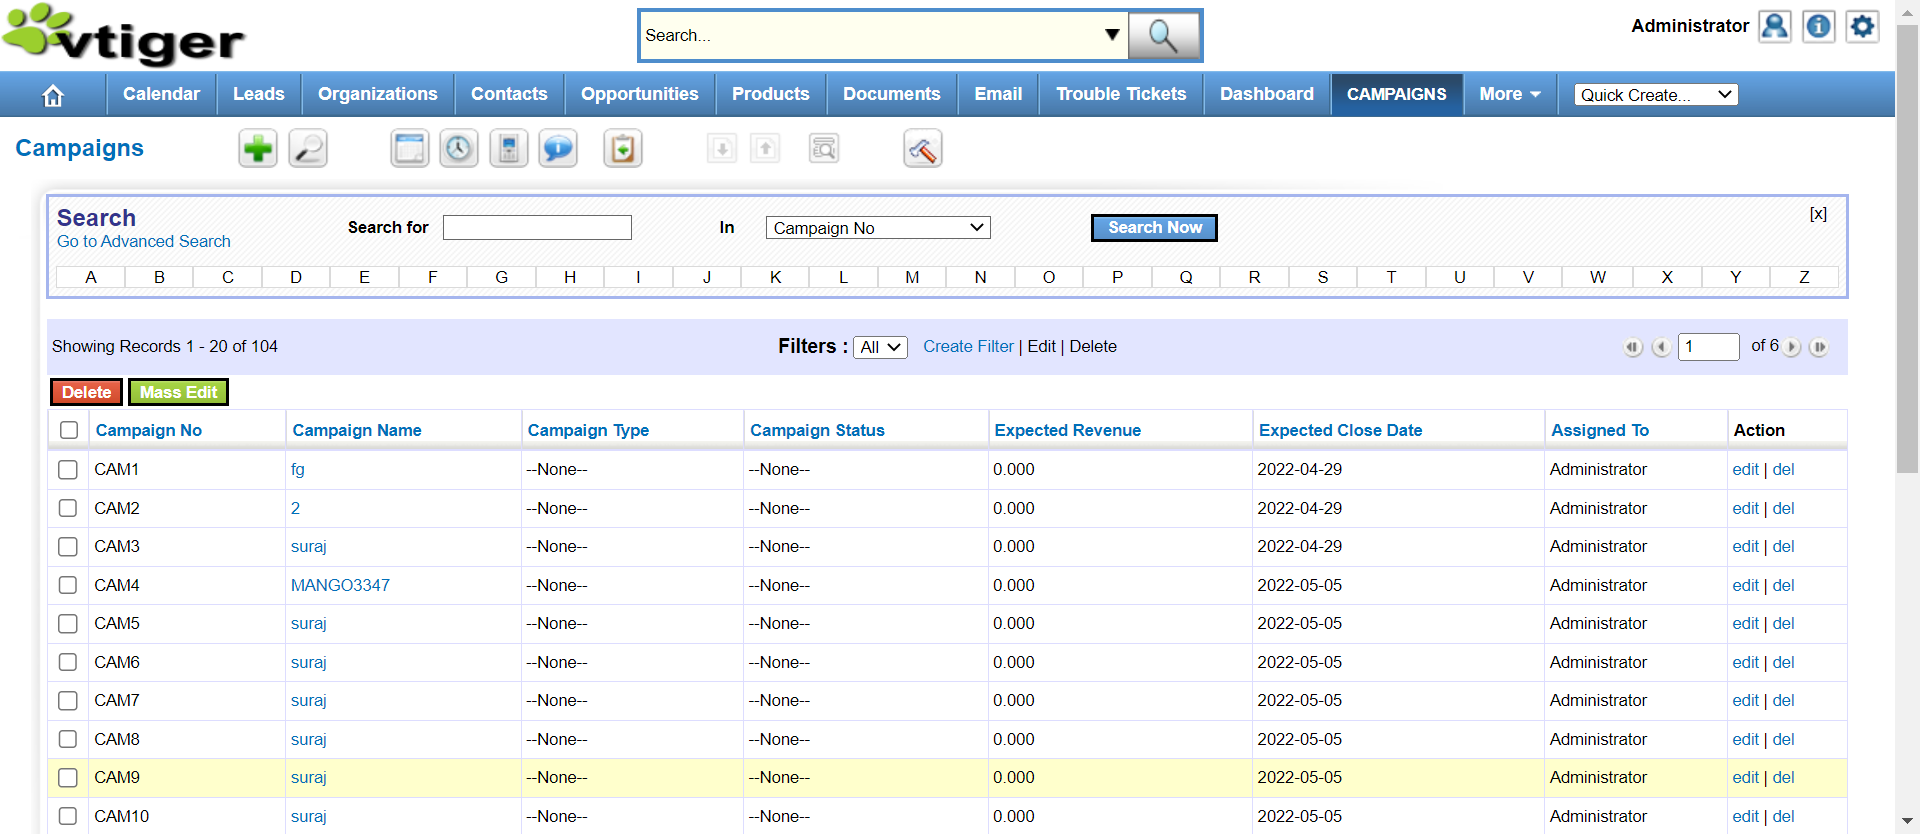 vtiger
Search...
Administrator
Calendar Leads Organizations Contacts Opportunities Products Documents Email Trouble Tickets Dashboard CAMPAIGNS More Quick Create...
Campaigns
Search
Go to Advanced Search
Search for In Campaign No Search Now [x]
A B C D E F G H I J K L M N O P Q R S T U V W X Y Z
Showing Records 1 - 20 of 104 Filters : All Create Filter | Edit | Delete 1 of 6
Delete Mass Edit
Campaign No Campaign Name Campaign Type Campaign Status Expected Revenue Expected Close Date Assigned To Action
CAM1 fg --None-- --None-- 0.000 2022-04-29 Administrator edit | del
CAM2 2 --None-- --None-- 0.000 2022-04-29 Administrator edit | del
CAM3 suraj --None-- --None-- 0.000 2022-04-29 Administrator edit | del
CAM4 MANGO3347 --None-- --None-- 0.000 2022-05-05 Administrator edit | del
CAM5 suraj --None-- --None-- 0.000 2022-05-05 Administrator edit | del
CAM6 suraj --None-- --None-- 0.000 2022-05-05 Administrator edit | del
CAM7 suraj --None-- --None-- 0.000 2022-05-05 Administrator edit | del
CAM8 suraj --None-- --None-- 0.000 2022-05-05 Administrator edit | del
CAM9 suraj --None-- --None-- 0.000 2022-05-05 Administrator edit | del
CAM10 suraj --None-- --None-- 0.000 2022-05-05 Administrator edit | del